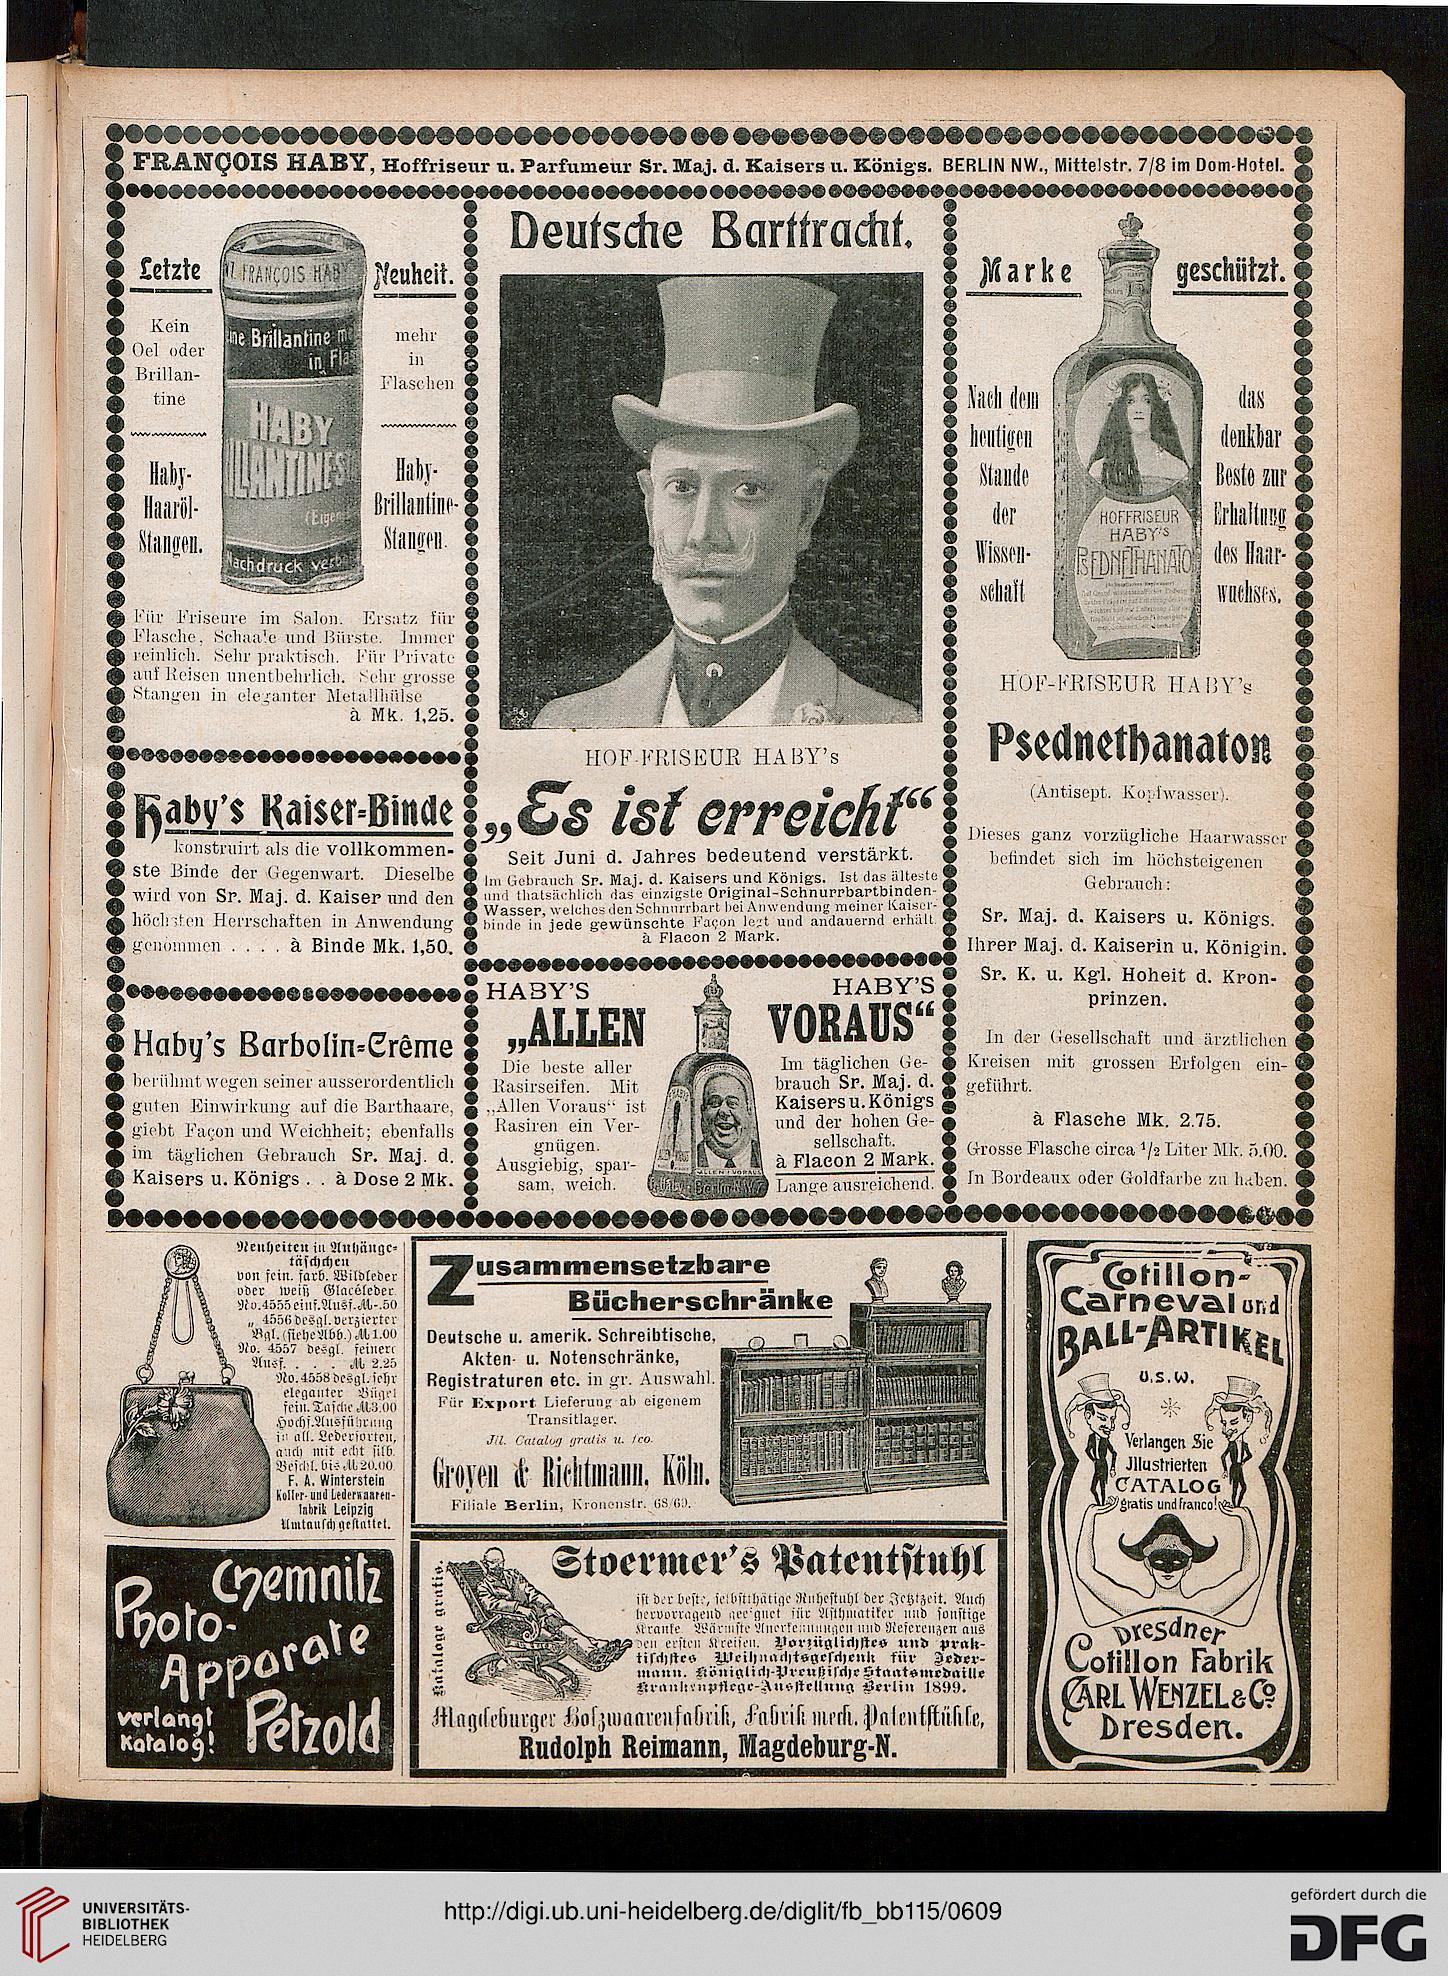 FRANÇOIS HABY, Hoffriseur u. Parfumeur Sr. Maj. d. Kaisers u. Königs. BERLIN NW., Mittelstr. 7/8 im Dom-Hotel.
Letzte
Neuheit.
Kein
Oel oder
Brillan-
tine
mehr
in
Flaschen
Haby-
Haaröl-
Stangen.
Haby-
Brillantine-
Stangen.
FRANÇOIS HABY
Brillantine
in
HABY
Nachdruck
Für Friseure im Salon. Ersatz für
Flasche, Schaale und Bürste. Immer
reinlich. Sehr praktisch. Für Private
auf Reisen unentbehrlich. Sehr grosse
Stangen in eleganter Metallhülse
à Mk. 1,25.
Haby's Kaiser-Binde
konstruirt als die vollkommen-
ste Binde der Gegenwart. Dieselbe
wird von Sr. Maj. d. Kaiser und den
höchsten Herrschaften in Anwendung
genommen . . . . à Binde Mk. 1,50.
Haby's Barbolin-Crême
berühmt wegen seiner ausserordentlich
guten Einwirkung auf die Barthaare,
giebt Façon und Weichheit; ebenfalls
im täglichen Gebrauch Sr. Maj. d.
Kaisers u. Königs . . à Dose 2 Mk.
Deutsche Barttracht.
HOF-FRISEUR HABY's
„Es ist erreicht“
Seit Juni d. Jahres bedeutend verstärkt.
Im Gebrauch Sr. Maj. d. Kaisers und Königs. Ist das älteste
und thatsächlich das einzigste Original-Schnurrbartbinden-
Wasser, welches den Schnurrbart bei Anwendung meiner Kaiser-
binde in jede gewünschte Façon legt und andauernd erhält.
à Flacon 2 Mark.
HABY'S
„ALLEN
Die beste aller
Rasirseifen. Mit
„Allen Voraus“ ist
Rasiren ein Ver-
gnügen.
Ausgiebig, spar-
sam, weich.
HABY'S
VORAUS“
Im täglichen Ge-
brauch Sr. Maj. d.
Kaisers u. Königs
und der hohen Ge-
sellschaft.
à Flacon 2 Mark.
Lange ausreichend.
Marke
geschützt.
Nach dem
heutigen
Stande
der
Wissen-
schaft
das
denkbar
Beste zur
Erhaltung
des Haar-
wuchses.
HOFFRISEUR
HABY'S
PSEDNETHANATO
HOF-FRISEUR HABY's
Psednethanaton
(Antisept. Kopfwasser).
Dieses ganz vorzügliche Haarwasser
befindet sich im höchsteigenen
Gebrauch:
Sr. Maj. d. Kaisers u. Königs.
Ihrer Maj. d. Kaiserin u. Königin.
Sr. K. u. Kgl. Hoheit d. Kron-
prinzen.
In der Gesellschaft und ärztlichen
Kreisen mit grossen Erfolgen ein-
geführt.
à Flasche Mk. 2.75.
Grosse Flasche circa ½ Liter Mk. 5.00.
In Bordeaux oder Goldfarbe zu haben.
Neuheiten in Anhänge-
täschchen
von fein. farb. Wildleder
oder weiß Glacéleder.
No. 4555 einf. Ausf. M. -.50
„ 4556 desgl. verzierter
Bgl. (siehe Abb.) M 1.00
No. 4557 desgl. feinere
Ausf. . . . . M 2.25
No. 4558 desgl. sehr
eleganter Bügel
fein. Tasche M 3.00
Hochf. Ausführung
in all. Ledersorten,
auch mit echt silb.
Beschl. bis M 20.00
F. A. Winterstein
Koffer- und Lederwaaren-
fabrik Leipzig
Umtausch gestattet.
Zusammensetzbare
Bücherschränke
Deutsche u. amerik. Schreibtische,
Akten- u. Notenschränke,
Registraturen etc. in gr. Auswahl.
Für Export Lieferung ab eigenem
Transitlager.
Jll. Catalog gratis u. fco.
Groyen & Richtmann, Köln.
Filiale Berlin, Kronenstr. 68/69.
Chemnitz
Photo-
Apparate
verlangt
Katalog!
Petzold
Kataloge gratis.
Stoermer's Patentstuhl
ist der beste, selbstthätige Ruhestuhl der Jetztzeit. Auch
hervorragend geeignet für Asthmatiker und sonstige
Kranke. Wärmste Anerkennungen und Referenzen aus
den ersten Kreisen. Vorzüglichstes und prak-
tischstes Weihnachtsgeschenk für Jeder-
mann. Königlich-Preußische Staatsmedaille
Krankenpflege-Ausstellung Berlin 1899.
Magdeburger Holzwaarenfabrik, Fabrik mech. Patentstühle,
Rudolph Reimann, Magdeburg-N.
Cotillon-
Carneval und
BALL-ARTIKEL
U.S.W.
Verlangen Sie
Jllustrierten
CATALOG
gratis und franco!
Dresdner
Cotillon Fabrik
CARL WENZEL & Co
Dresden.
UNIVERSITÄTS-
BIBLIOTHEK
HEIDELBERG
http://digi.ub.uni-heidelberg.de/diglit/fb_bb115/0609
gefördert durch die
DFG